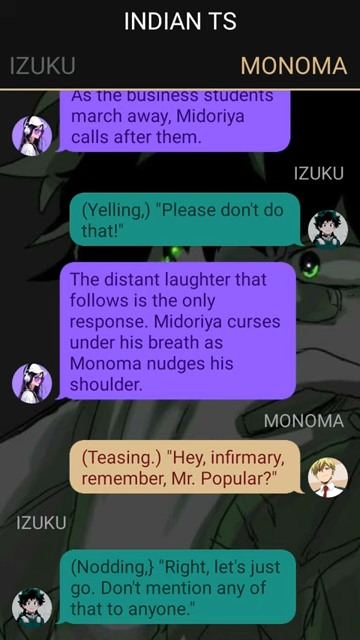 INDIAN TS
IZUKU
MONOMA
As the business students
march away, Midoriya
calls after them.
IZUKU
(Yelling,) "Please don't do
that!"
The distant laughter that
follows is the only
response. Midoriya curses
under his breath as
Monoma nudges his
shoulder.
MONOMA
(Teasing.) "Hey, infirmary,
remember, Mr. Popular?"
IZUKU
(Nodding,} "Right, let's just
go. Don't mention any of
that to anyone."